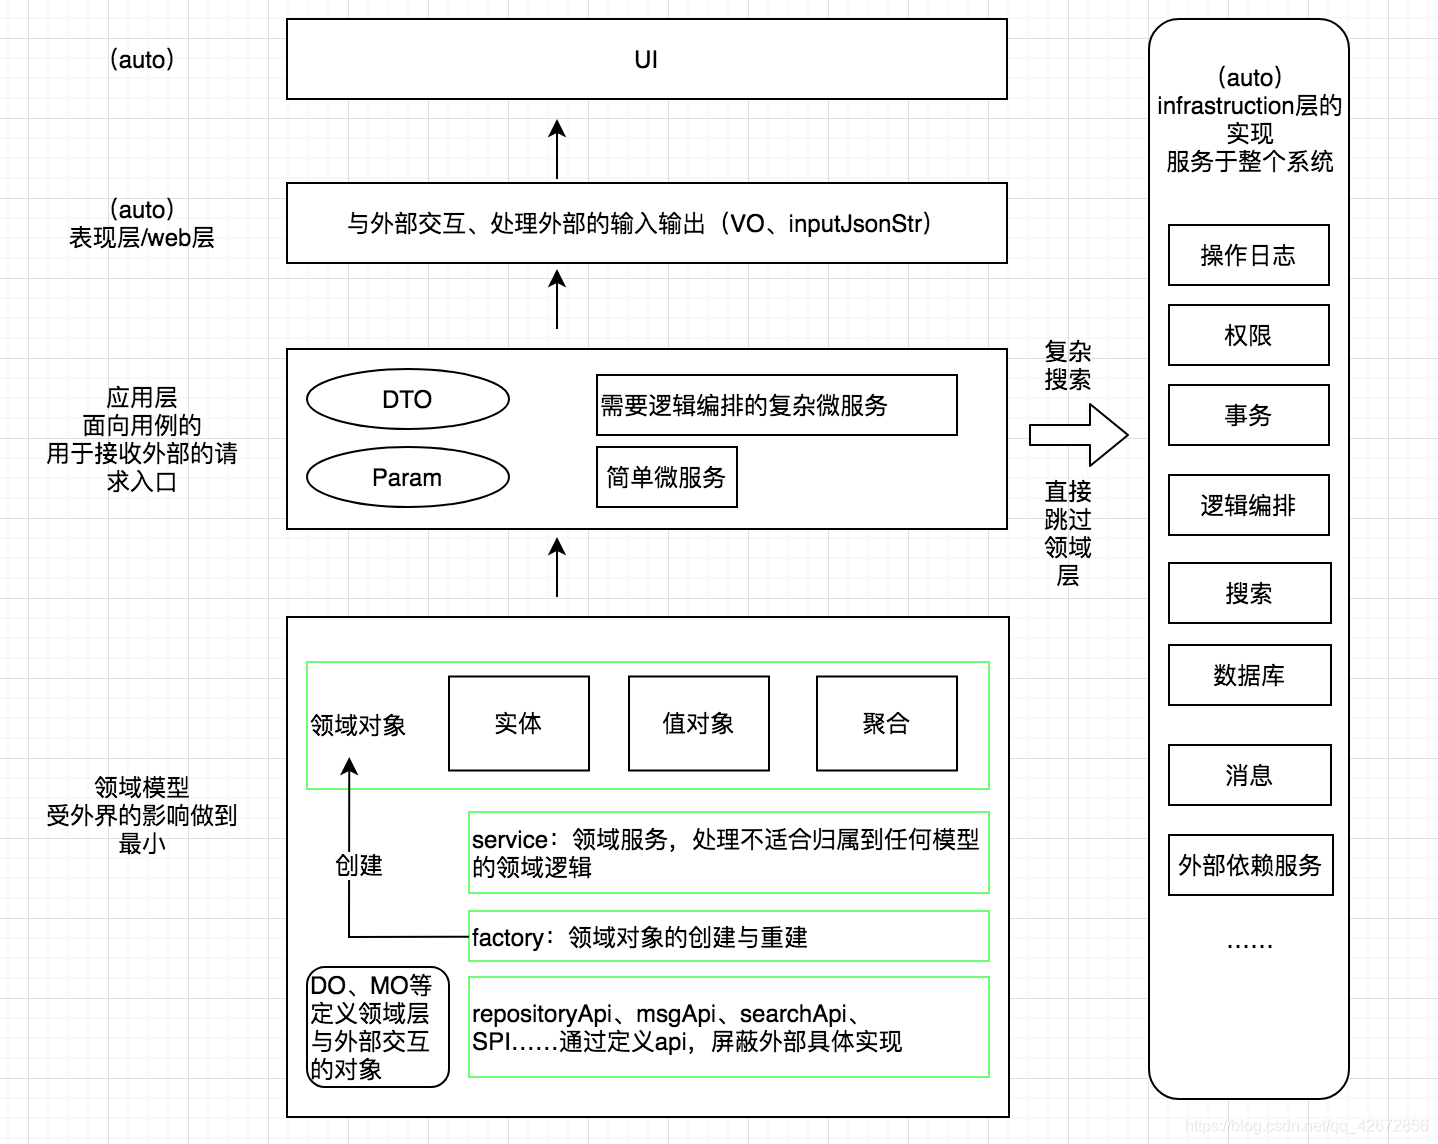 （auto）
UI
（auto）
表现层/web层
与外部交互、处理外部的输入输出（VO、inputJsonStr）
应用层
面向用例的
用于接收外部的请
求入口
DTO
需要逻辑编排的复杂微服务
Param
简单微服务
复杂
搜索
直接
跳过
领域
层
领域模型
受外界的影响做到
最小
领域对象
实体
值对象
聚合
创建
service：领域服务，处理不适合归属到任何模型
的领域逻辑
factory：领域对象的创建与重建
DO、MO等
定义领域层
与外部交互
的对象
repositoryApi、msgApi、searchApi、
SPI……通过定义api，屏蔽外部具体实现
（auto）
infrastruction层的
实现
服务于整个系统
操作日志
权限
事务
逻辑编排
搜索
数据库
消息
外部依赖服务
……
https://blog.csdn.net/qq_42672856